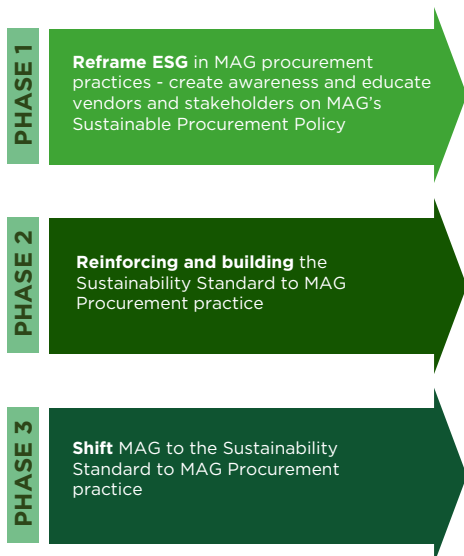 PHASE 1
Reframe ESG in MAG procurement
practices - create awareness and educate
vendors and stakeholders on MAG's
Sustainable Procurement Policy
PHASE 2
Reinforcing and building the
Sustainability Standard to MAG
Procurement practice
PHASE 3
Shift MAG to the Sustainability
Standard to MAG Procurement
practice